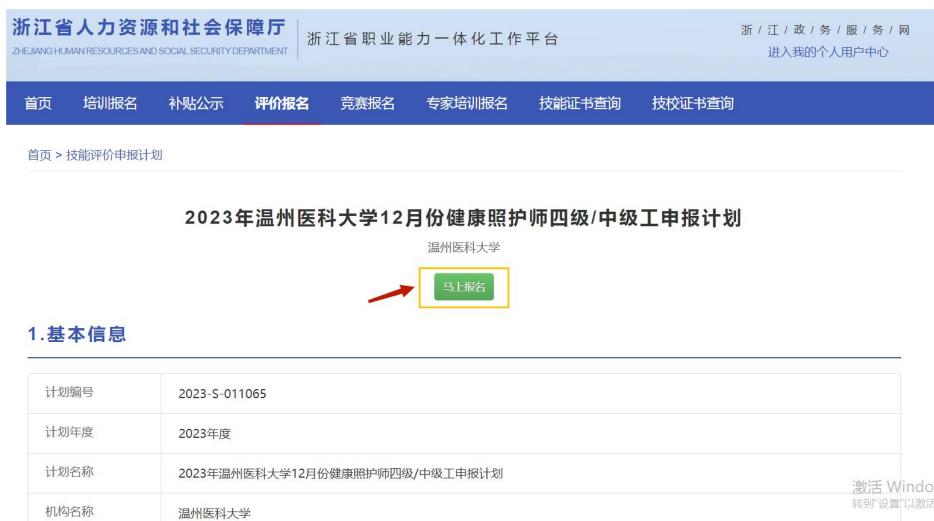 浙江省人力资源和社会保障厅
ZHEJIANG HUMAN RESOURCES AND SOCIAL SECURITY DEPARTMENT
浙江省职业能力一体化工作平台
浙 / 江 / 政 / 务 / 服 / 务 / 网
进入我的个人用户中心
首页 培训报名 补贴公示 评价报名 竞赛报名 专家培训报名 技能证书查询 技校证书查询
首页 > 技能评价申报计划
2023年温州医科大学12月份健康照护师四级/中级工申报计划
温州医科大学
马上报名
1.基本信息
计划编号 2023-S-011065
计划年度 2023年度
计划名称 2023年温州医科大学12月份健康照护师四级/中级工申报计划
机构名称 温州医科大学
激活 Windo
转到"设置"以激活